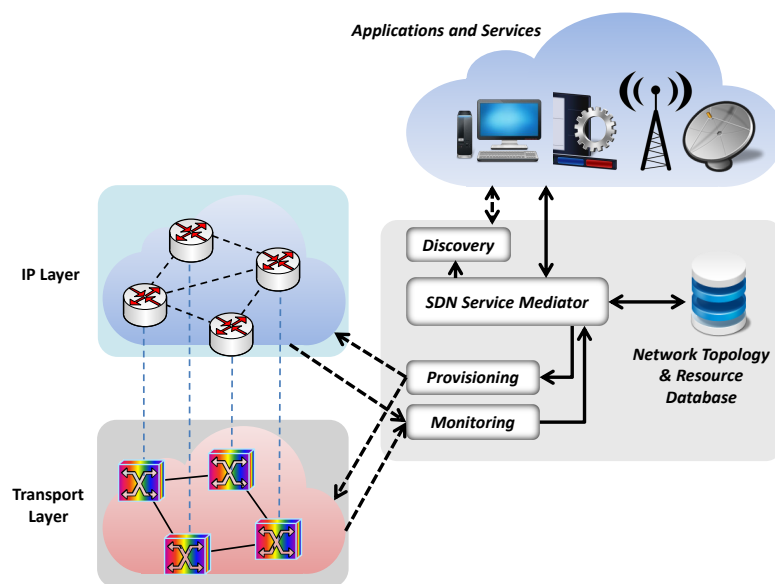 Applications and Services
Discovery
IP Layer
SDN Service Mediator
Network Topology
& Resource
Database
Provisioning
Monitoring
Transport
Layer